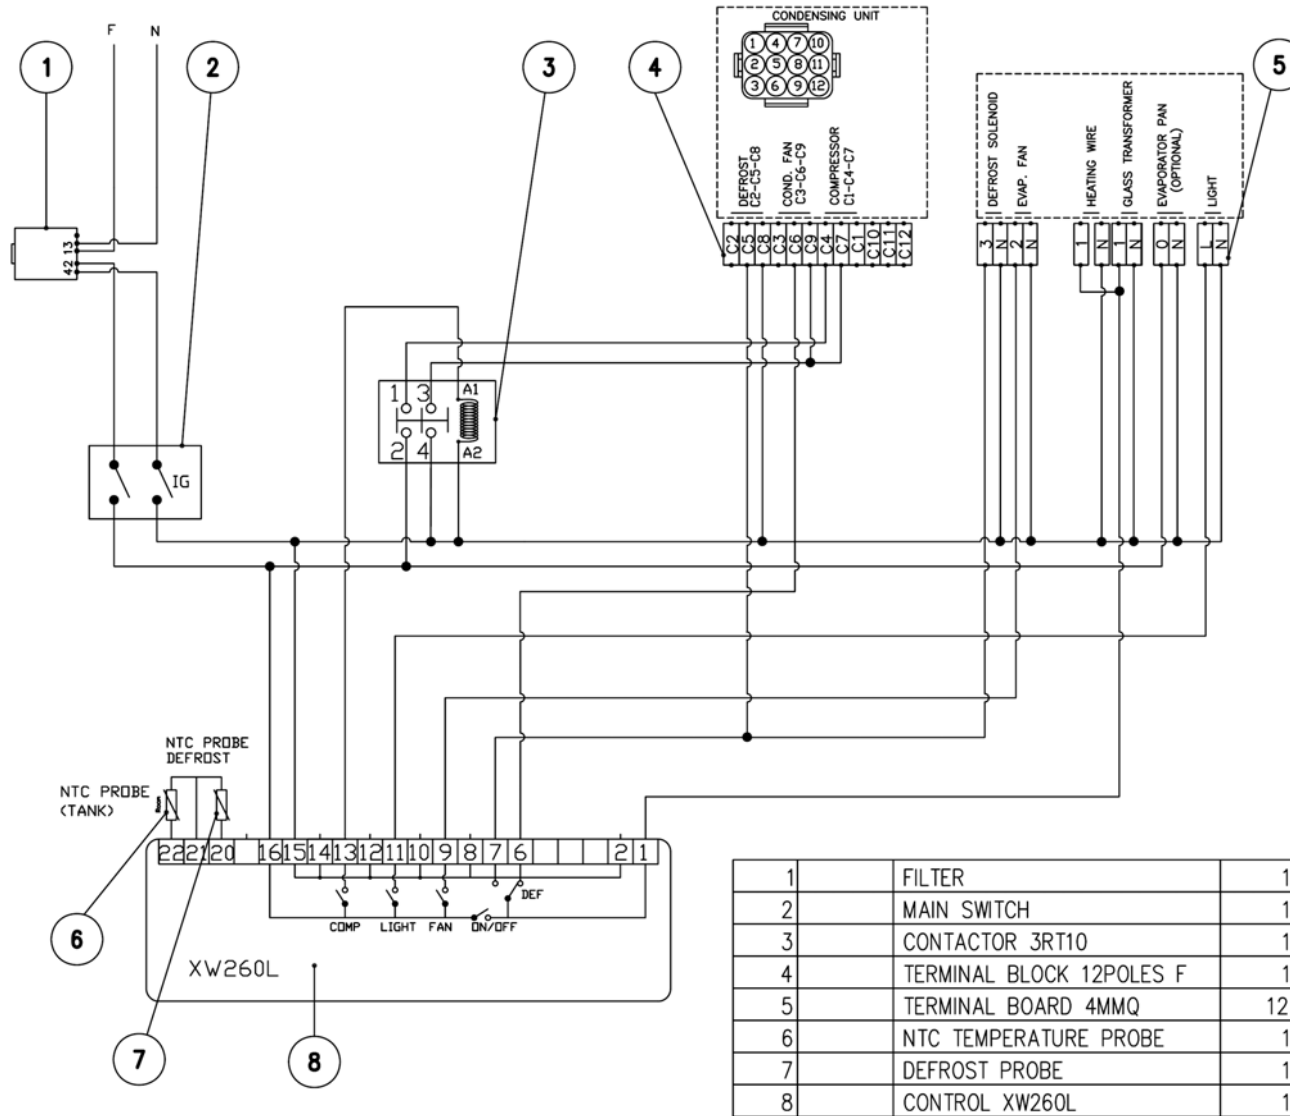 F N
1
2
3
4
5
CONDENSING UNIT
1 4 7 10
2 5 8 11
3 6 9 12
DEFROST
C2-C5-C8
COND. FAN
C3-C6-C9
COMPRESSOR
C1-C4-C7
DEFROST SOLENOID
EVAP. FAN
HEATING WIRE
GLASS TRANSFORMER
EVAPORATOR PAN
(OPTIONAL)
LIGHT
C2 C5 C8 C3 C6 C9 C4 C7 C1 C10 C11 C12
3 N 2 N 1 N 1 N 0 N L N
13
42
1 3 A1
2 4 A2
IG
NTC PROBE
DEFROST
NTC PROBE
(TANK)
22 21 20 16 15 14 13 12 11 10 9 8 7 6 2 1
DEF
COMP LIGHT FAN ON/OFF
XW260L
6
7
8
1 FILTER 1
2 MAIN SWITCH 1
3 CONTACTOR 3RT10 1
4 TERMINAL BLOCK 12POLES F 1
5 TERMINAL BOARD 4MMQ 12
6 NTC TEMPERATURE PROBE 1
7 DEFROST PROBE 1
8 CONTROL XW260L 1